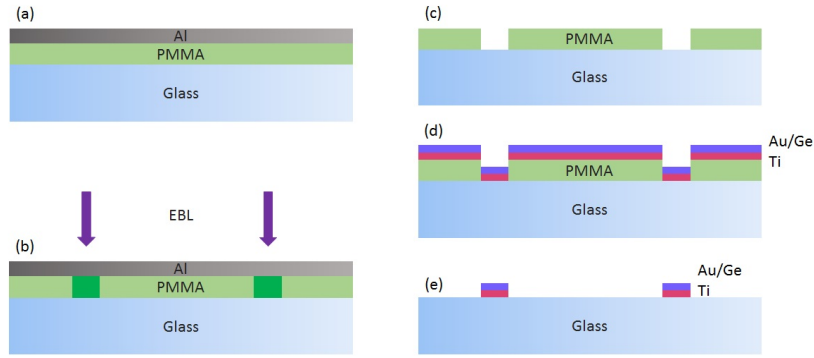 (a)
Al
PMMA
Glass
EBL
(b)
Al
PMMA
Glass
(c)
PMMA
Glass
(d)
Au/Ge
Ti
PMMA
Glass
(e)
Au/Ge
Ti
Glass